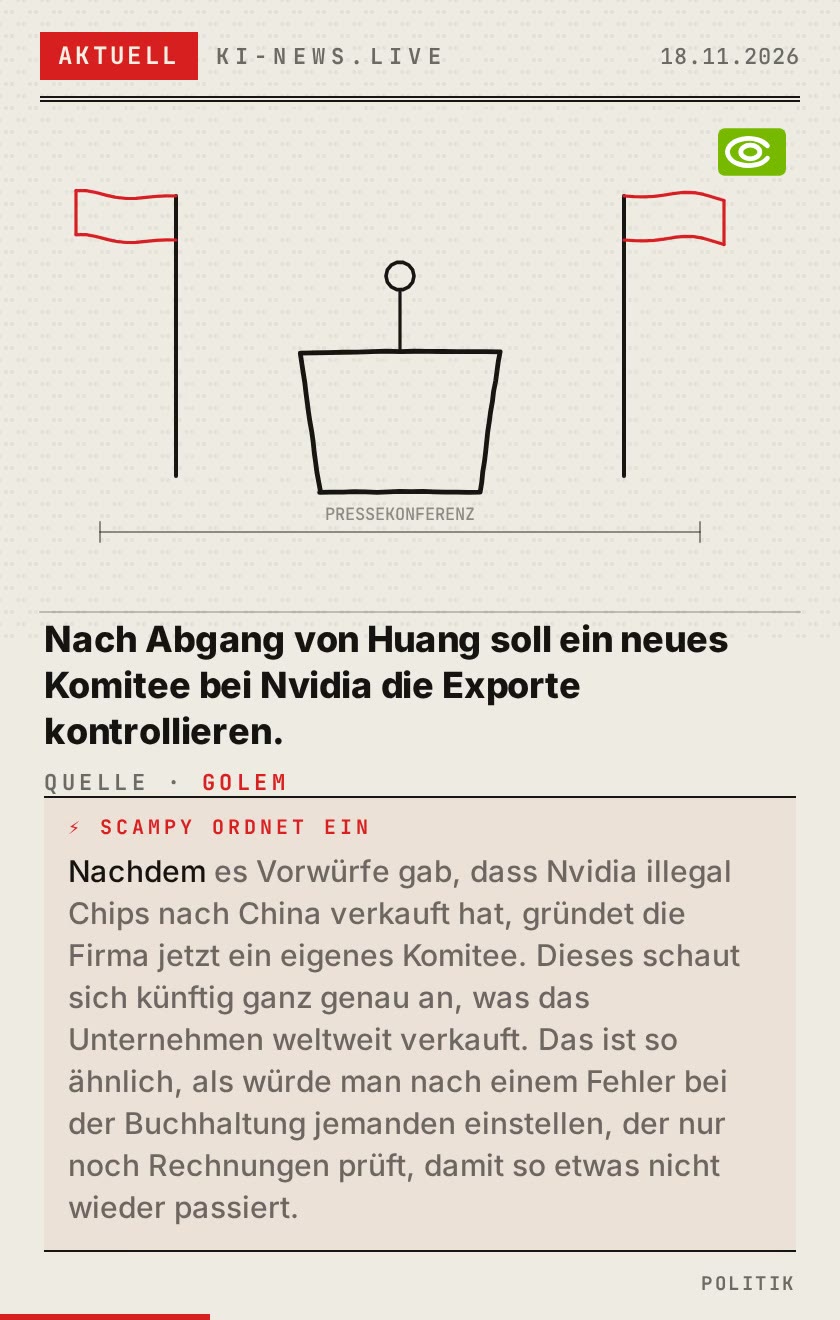 AKTUELL KI-NEWS.LIVE 18.11.2026
PRESSEKONFERENZ
Nach Abgang von Huang soll ein neues
Komitee bei Nvidia die Exporte
kontrollieren.
QUELLE · GOLEM
⚡ SCAMPY ORDNET EIN
Nachdem es Vorwürfe gab, dass Nvidia illegal
Chips nach China verkauft hat, gründet die
Firma jetzt ein eigenes Komitee. Dieses schaut
sich künftig ganz genau an, was das
Unternehmen weltweit verkauft. Das ist so
ähnlich, als würde man nach einem Fehler bei
der Buchhaltung jemanden einstellen, der nur
noch Rechnungen prüft, damit so etwas nicht
wieder passiert.
POLITIK